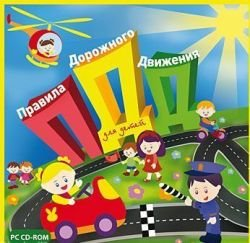 Правила
Дорожного
Движения
ПДД
для детей
PC CD-ROM